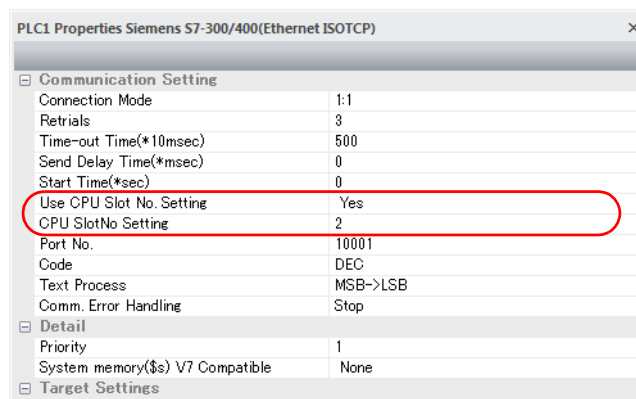 PLC1 Properties Siemens S7-300/400(Ethernet ISOTCP) ×
Communication Setting
Connection Mode 1:1
Retrials 3
Time-out Time(*10msec) 500
Send Delay Time(*msec) 0
Start Time(*sec) 0
Use CPU Slot No. Setting Yes
CPU SlotNo Setting 2
Port No. 10001
Code DEC
Text Process MSB->LSB
Comm. Error Handling Stop
Detail
Priority 1
System memory($s) V7 Compatible None
Target Settings